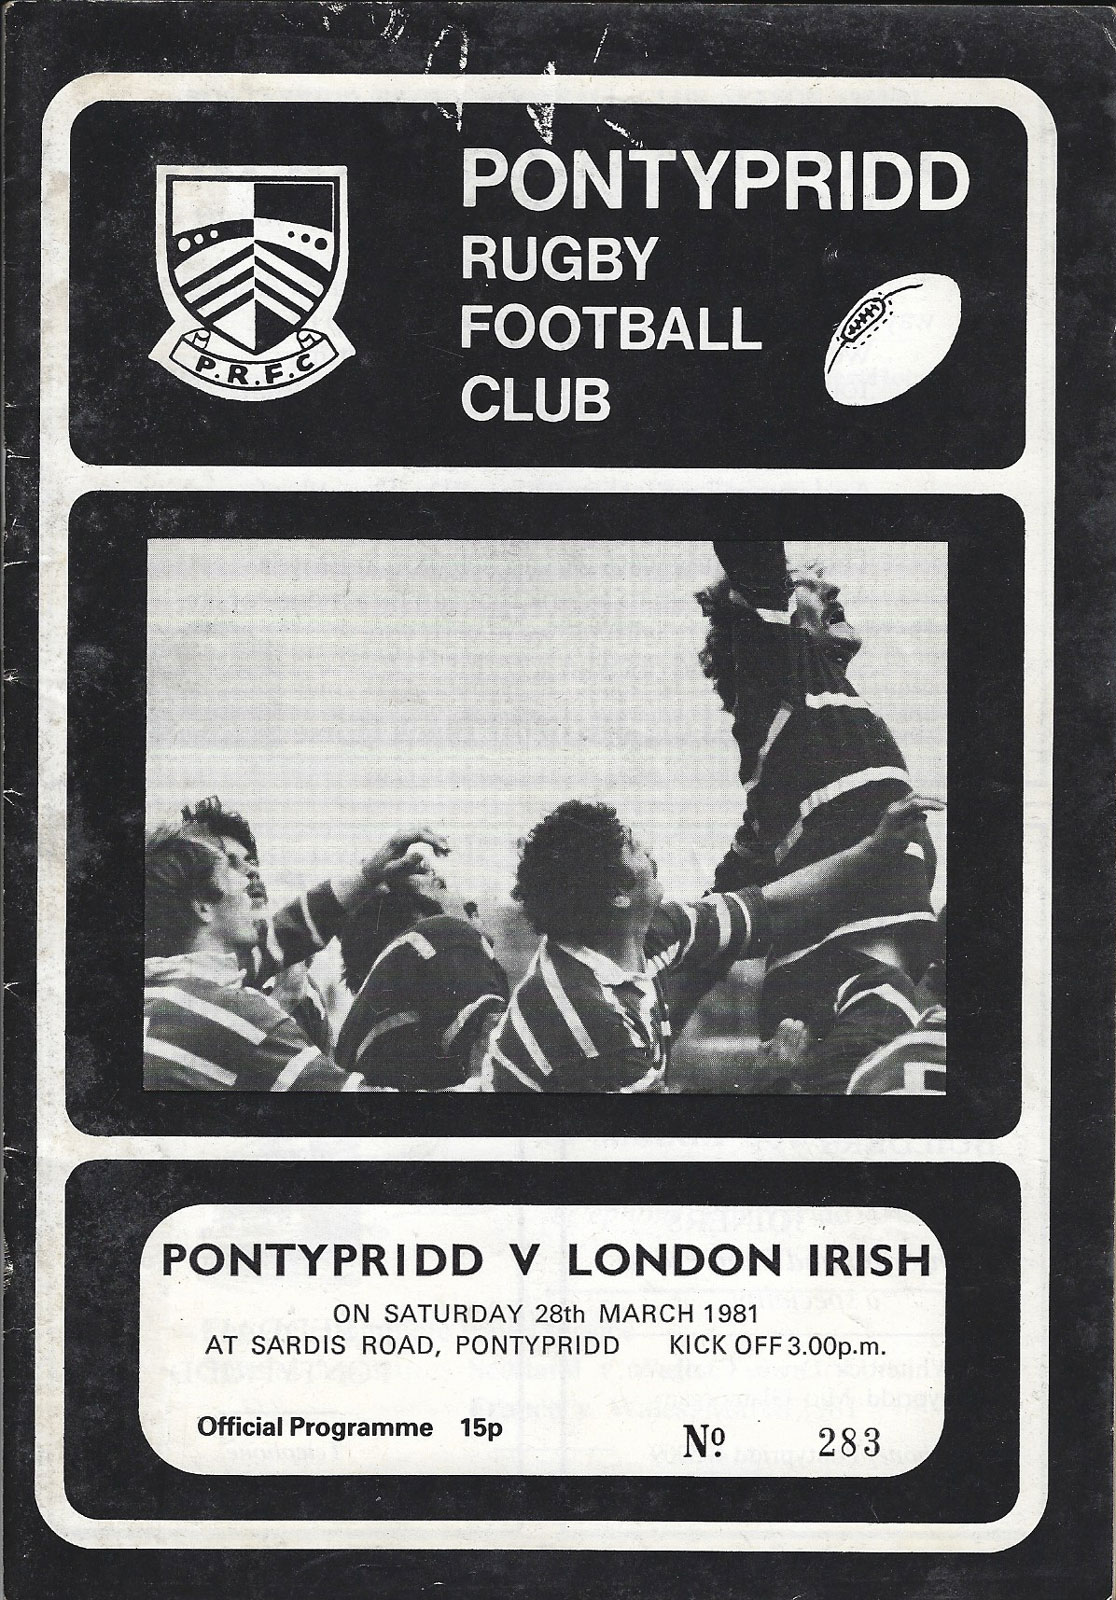 PONTYPRIDD
RUGBY
FOOTBALL
CLUB
P.R.F.C
PONTYPRIDD V LONDON IRISH
ON SATURDAY 28th MARCH 1981
AT SARDIS ROAD, PONTYPRIDD KICK OFF 3.00p.m.
Official Programme 15p
Nº 283